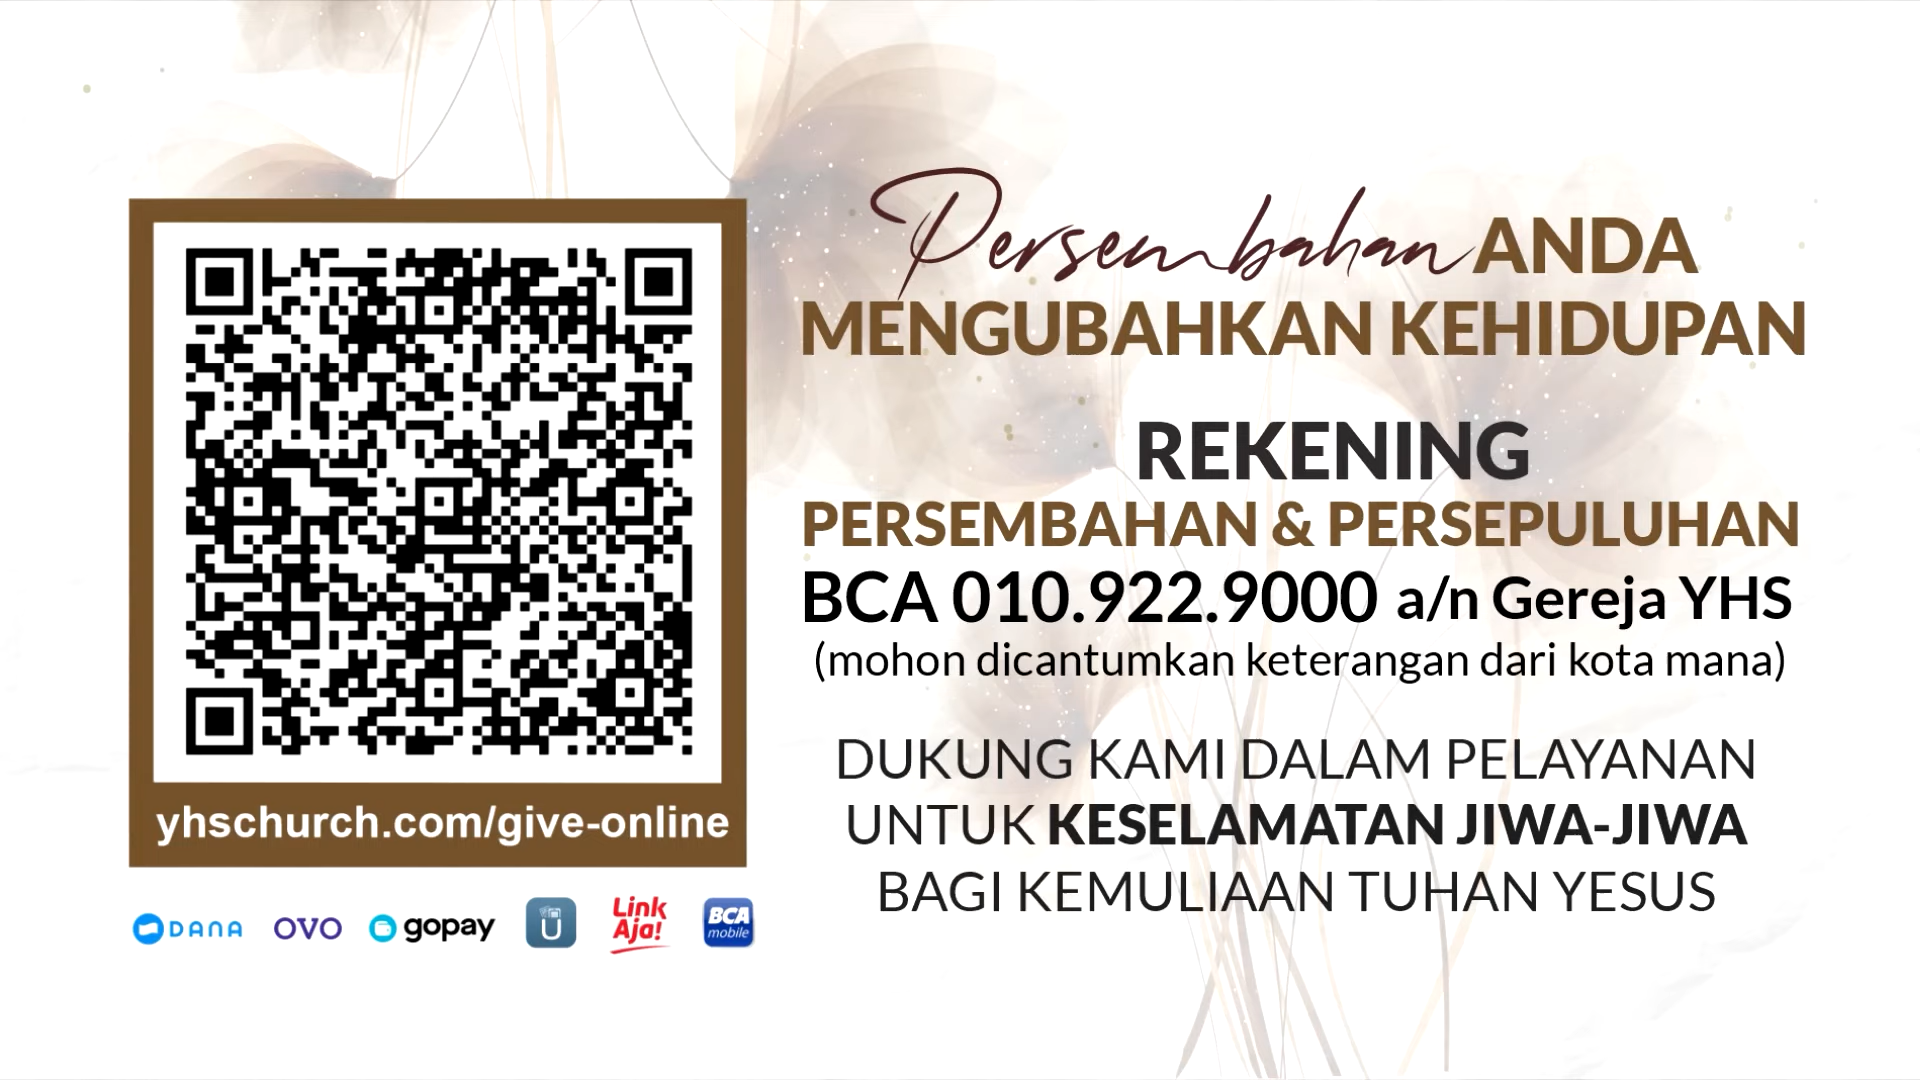 Persembahan ANDA
MENGUBAHKAN KEHIDUPAN
REKENING
PERSEMBAHAN & PERSEPULUHAN
BCA 010.922.9000 a/n Gereja YHS
(mohon dicantumkan keterangan dari kota mana)
DUKUNG KAMI DALAM PELAYANAN
UNTUK KESELAMATAN JIWA-JIWA
BAGI KEMULIAAN TUHAN YESUS
yhschurch.com/give-online
DANA OVO gopay U Link Aja! BCA mobile